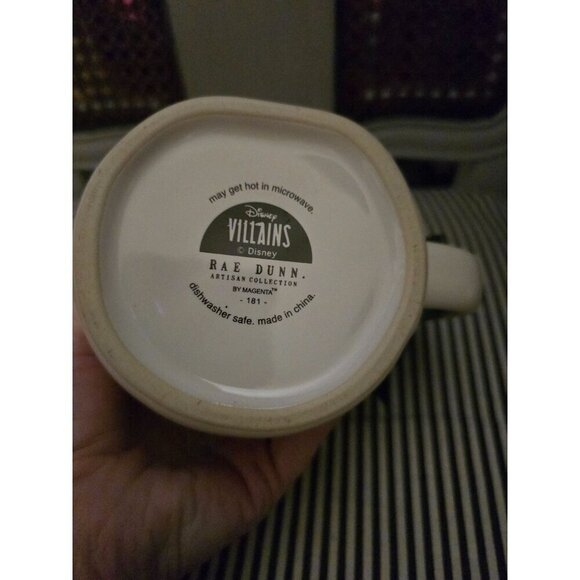 may get hot in microwave.
Disney
VILLAINS
© Disney
RAE DUNN.
ARTISAN COLLECTION
BY MAGENTA™
- 181 -
dishwasher safe. made in china.